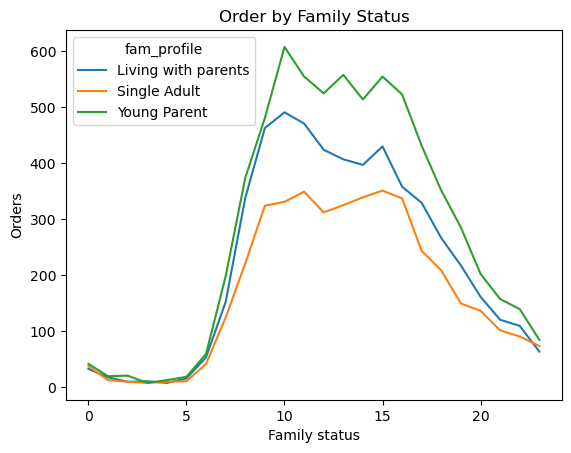 Order by Family Status
fam_profile
Living with parents
Single Adult
Young Parent
600
500
400
300
200
100
0
Orders
0 5 10 15 20
Family status